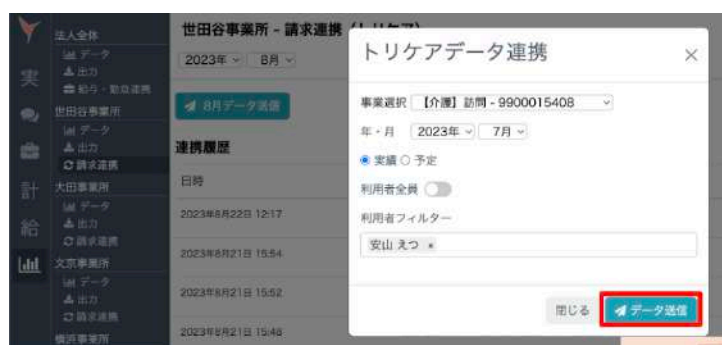 法人全体
データ
出力
給与・勤怠連携
世田谷事業所
データ
出力
請求連携
大田事業所
データ
出力
請求連携
文京事業所
データ
出力
請求連携
横浜事業所
実
計
給
世田谷事業所 - 請求連携 (トリケア)
2023年 8月
8月データ送信
連携履歴
日時
2023年8月22日 12:17
2023年8月21日 15:54
2023年8月21日 15:52
2023年8月21日 15:48
トリケアデータ連携 ×
事業選択 【介護】訪問 - 9900015408
年・月 2023年 7月
実績 予定
利用者全員
利用者フィルター
安山 えつ ×
閉じる データ送信